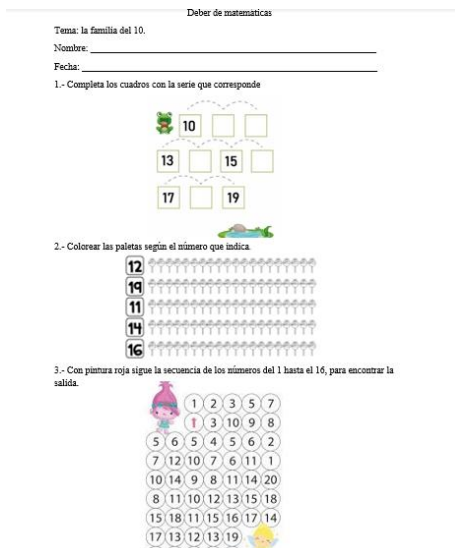 Deber de matemáticas
Tema: la familia del 10.
Nombre:
Fecha:
1.- Completa los cuadros con la serie que corresponde
10
13 15
17 19
2.- Colorear las paletas según el número que indica.
12
19
11
14
16
3.- Con pintura roja sigue la secuencia de los números del 1 hasta el 16, para encontrar la
salida.
1 2 3 5 7
3 10 9 8
5 6 5 4 5 6 2
7 12 10 7 6 11 1
10 14 9 8 11 14 20
8 11 10 12 13 15 18
15 18 11 15 16 17 14
17 13 12 13 19